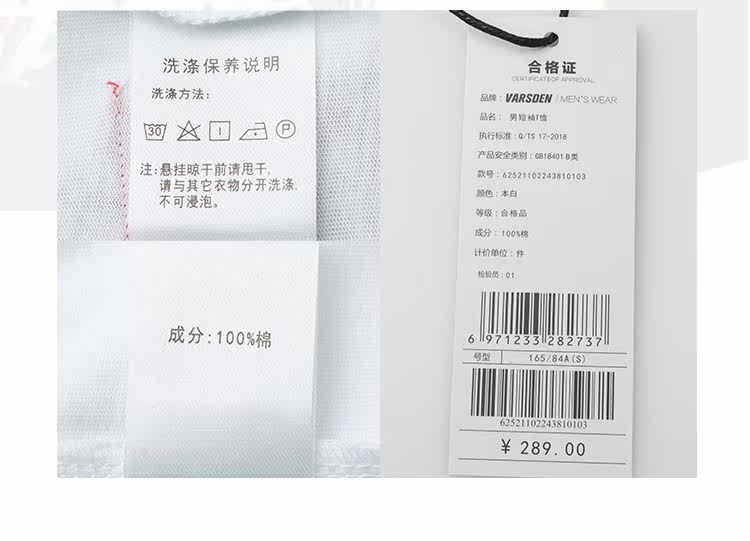 洗涤保养说明
洗涤方法:
30
P
注:悬挂晾干前请甩干,
请与其它衣物分开洗涤,
不可浸泡。
成分:100%棉
合格证
CERTIFICATEOF APPROVAL
品牌: VARSDEN / MEN'S WEAR
品名: 男短袖T恤
执行标准:Q/TS 17-2018
产品安全类别: GB18401 B类
款号:62521102243810103
颜色:本白
等级:合格品
成分: 100%棉
计价单位:件
检验员:01
6 971233 282737
号型 165/84A(S)
62521102243810103
¥ 289.00